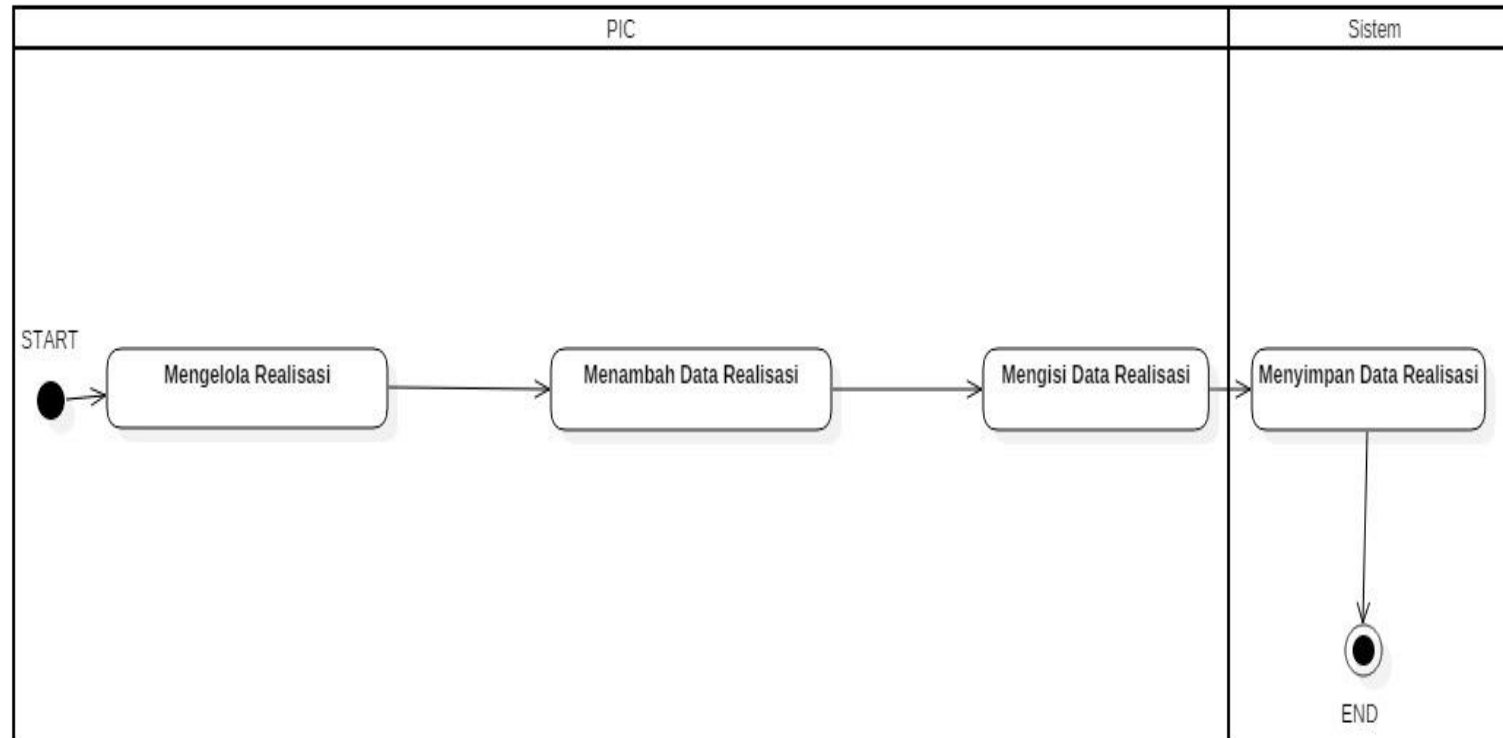 PIC
Sistem
START
Mengelola Realisasi
Menambah Data Realisasi
Mengisi Data Realisasi
Menyimpan Data Realisasi
END